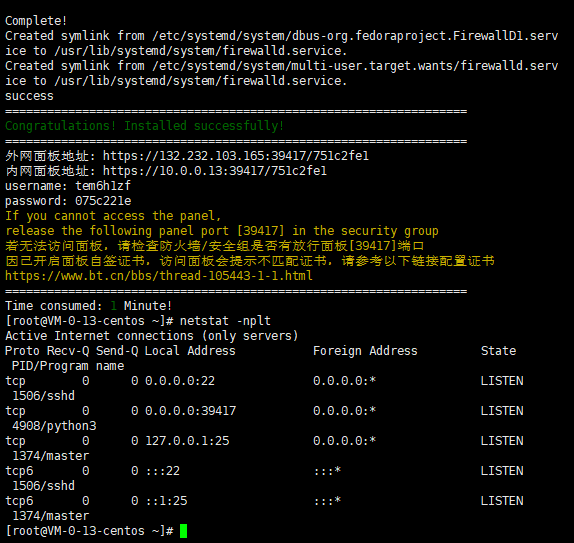 Complete!
Created symlink from /etc/systemd/system/dbus-org.fedoraproject.FirewallD1.serv
ice to /usr/lib/systemd/system/firewalld.service.
Created symlink from /etc/systemd/system/multi-user.target.wants/firewalld.serv
ice to /usr/lib/systemd/system/firewalld.service.
success
==================================================================
Congratulations! Installed successfully!
==================================================================
外网面板地址: https://132.232.103.165:39417/751c2fe1
内网面板地址: https://10.0.0.13:39417/751c2fe1
username: tem6h1zf
password: 075c221e
If you cannot access the panel,
release the following panel port [39417] in the security group
若无法访问面板，请检查防火墙/安全组是否有放行面板[39417]端口
因已开启面板自签证书，访问面板会提示不匹配证书，请参考以下链接配置证书
https://www.bt.cn/bbs/thread-105443-1-1.html
==================================================================
Time consumed: 1 Minute!
[root@VM-0-13-centos ~]# netstat -nplt
Active Internet connections (only servers)
Proto Recv-Q Send-Q Local Address           Foreign Address         State
 PID/Program name
tcp        0      0 0.0.0.0:22              0.0.0.0:*               LISTEN
 1506/sshd
tcp        0      0 0.0.0.0:39417           0.0.0.0:*               LISTEN
 4908/python3
tcp        0      0 127.0.0.1:25            0.0.0.0:*               LISTEN
 1374/master
tcp6       0      0 :::22                   :::*                    LISTEN
 1506/sshd
tcp6       0      0 ::1:25                  :::*                    LISTEN
 1374/master
[root@VM-0-13-centos ~]#